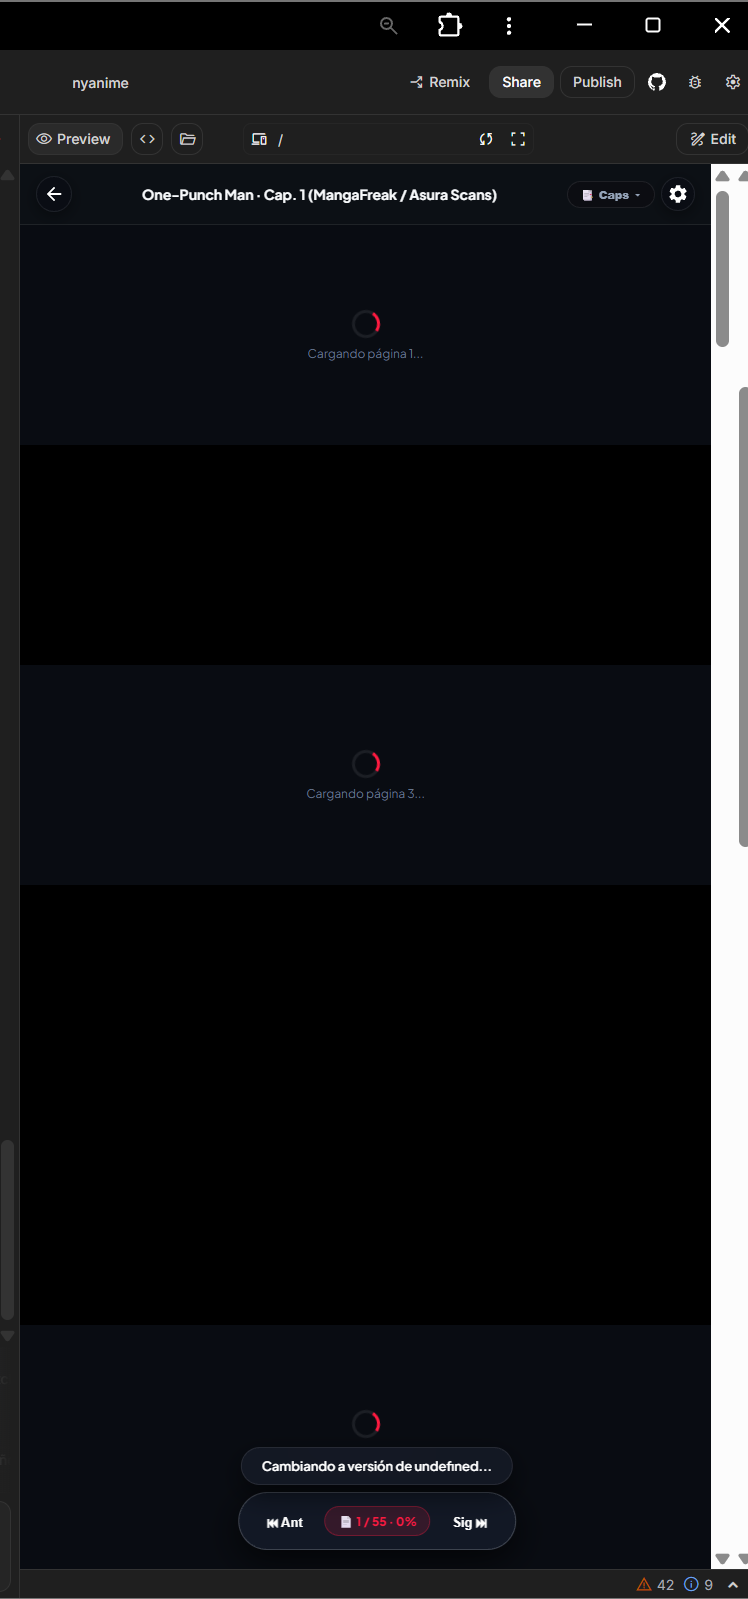 nyanime
Remix
Share
Publish
Preview
/
Edit
One-Punch Man · Cap. 1 (MangaFreak / Asura Scans)
Caps
Cargando página 1...
Cargando página 3...
Cambiando a versión de undefined...
Ant
1 / 55 · 0%
Sig
42
9